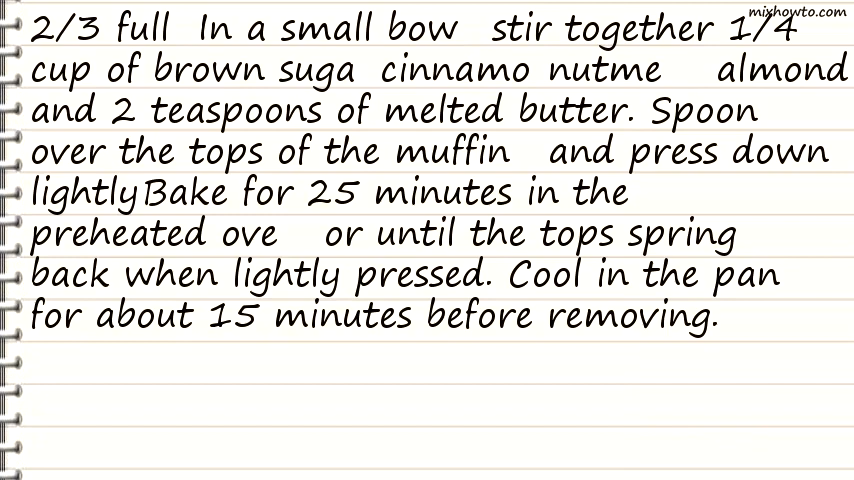 mixhowto.com
2/3 full In a small bow stir together 1/4
cup of brown suga cinnamo nutme almond
and 2 teaspoons of melted butter. Spoon
over the tops of the muffin and press down
lightlyBake for 25 minutes in the
preheated ove or until the tops spring
back when lightly pressed. Cool in the pan
for about 15 minutes before removing.